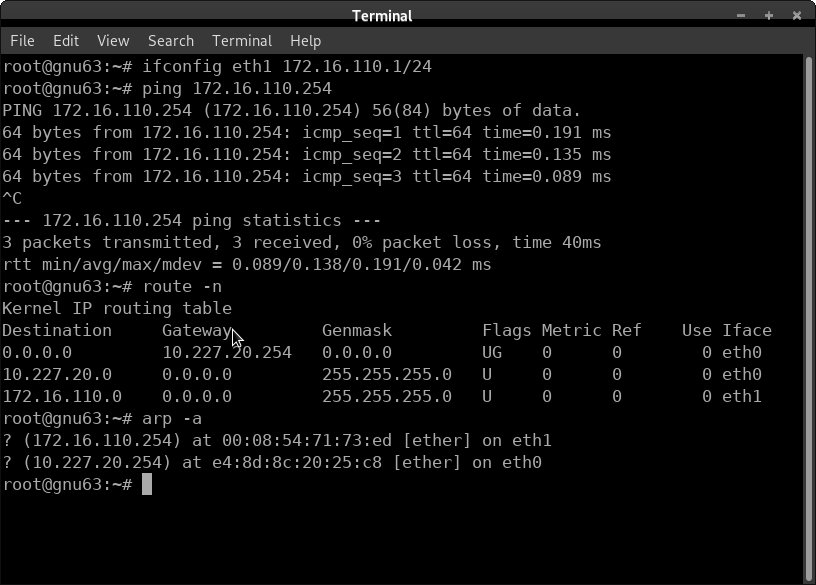 Terminal
File Edit View Search Terminal Help
root@gnu63:~# ifconfig eth1 172.16.110.1/24
root@gnu63:~# ping 172.16.110.254
PING 172.16.110.254 (172.16.110.254) 56(84) bytes of data.
64 bytes from 172.16.110.254: icmp_seq=1 ttl=64 time=0.191 ms
64 bytes from 172.16.110.254: icmp_seq=2 ttl=64 time=0.135 ms
64 bytes from 172.16.110.254: icmp_seq=3 ttl=64 time=0.089 ms
^C
--- 172.16.110.254 ping statistics ---
3 packets transmitted, 3 received, 0% packet loss, time 40ms
rtt min/avg/max/mdev = 0.089/0.138/0.191/0.042 ms
root@gnu63:~# route -n
Kernel IP routing table
Destination     Gateway         Genmask         Flags Metric Ref    Use Iface
0.0.0.0         10.227.20.254   0.0.0.0         UG    0      0        0 eth0
10.227.20.0     0.0.0.0         255.255.255.0   U     0      0        0 eth0
172.16.110.0    0.0.0.0         255.255.255.0   U     0      0        0 eth1
root@gnu63:~# arp -a
? (172.16.110.254) at 00:08:54:71:73:ed [ether] on eth1
? (10.227.20.254) at e4:8d:8c:20:25:c8 [ether] on eth0
root@gnu63:~#